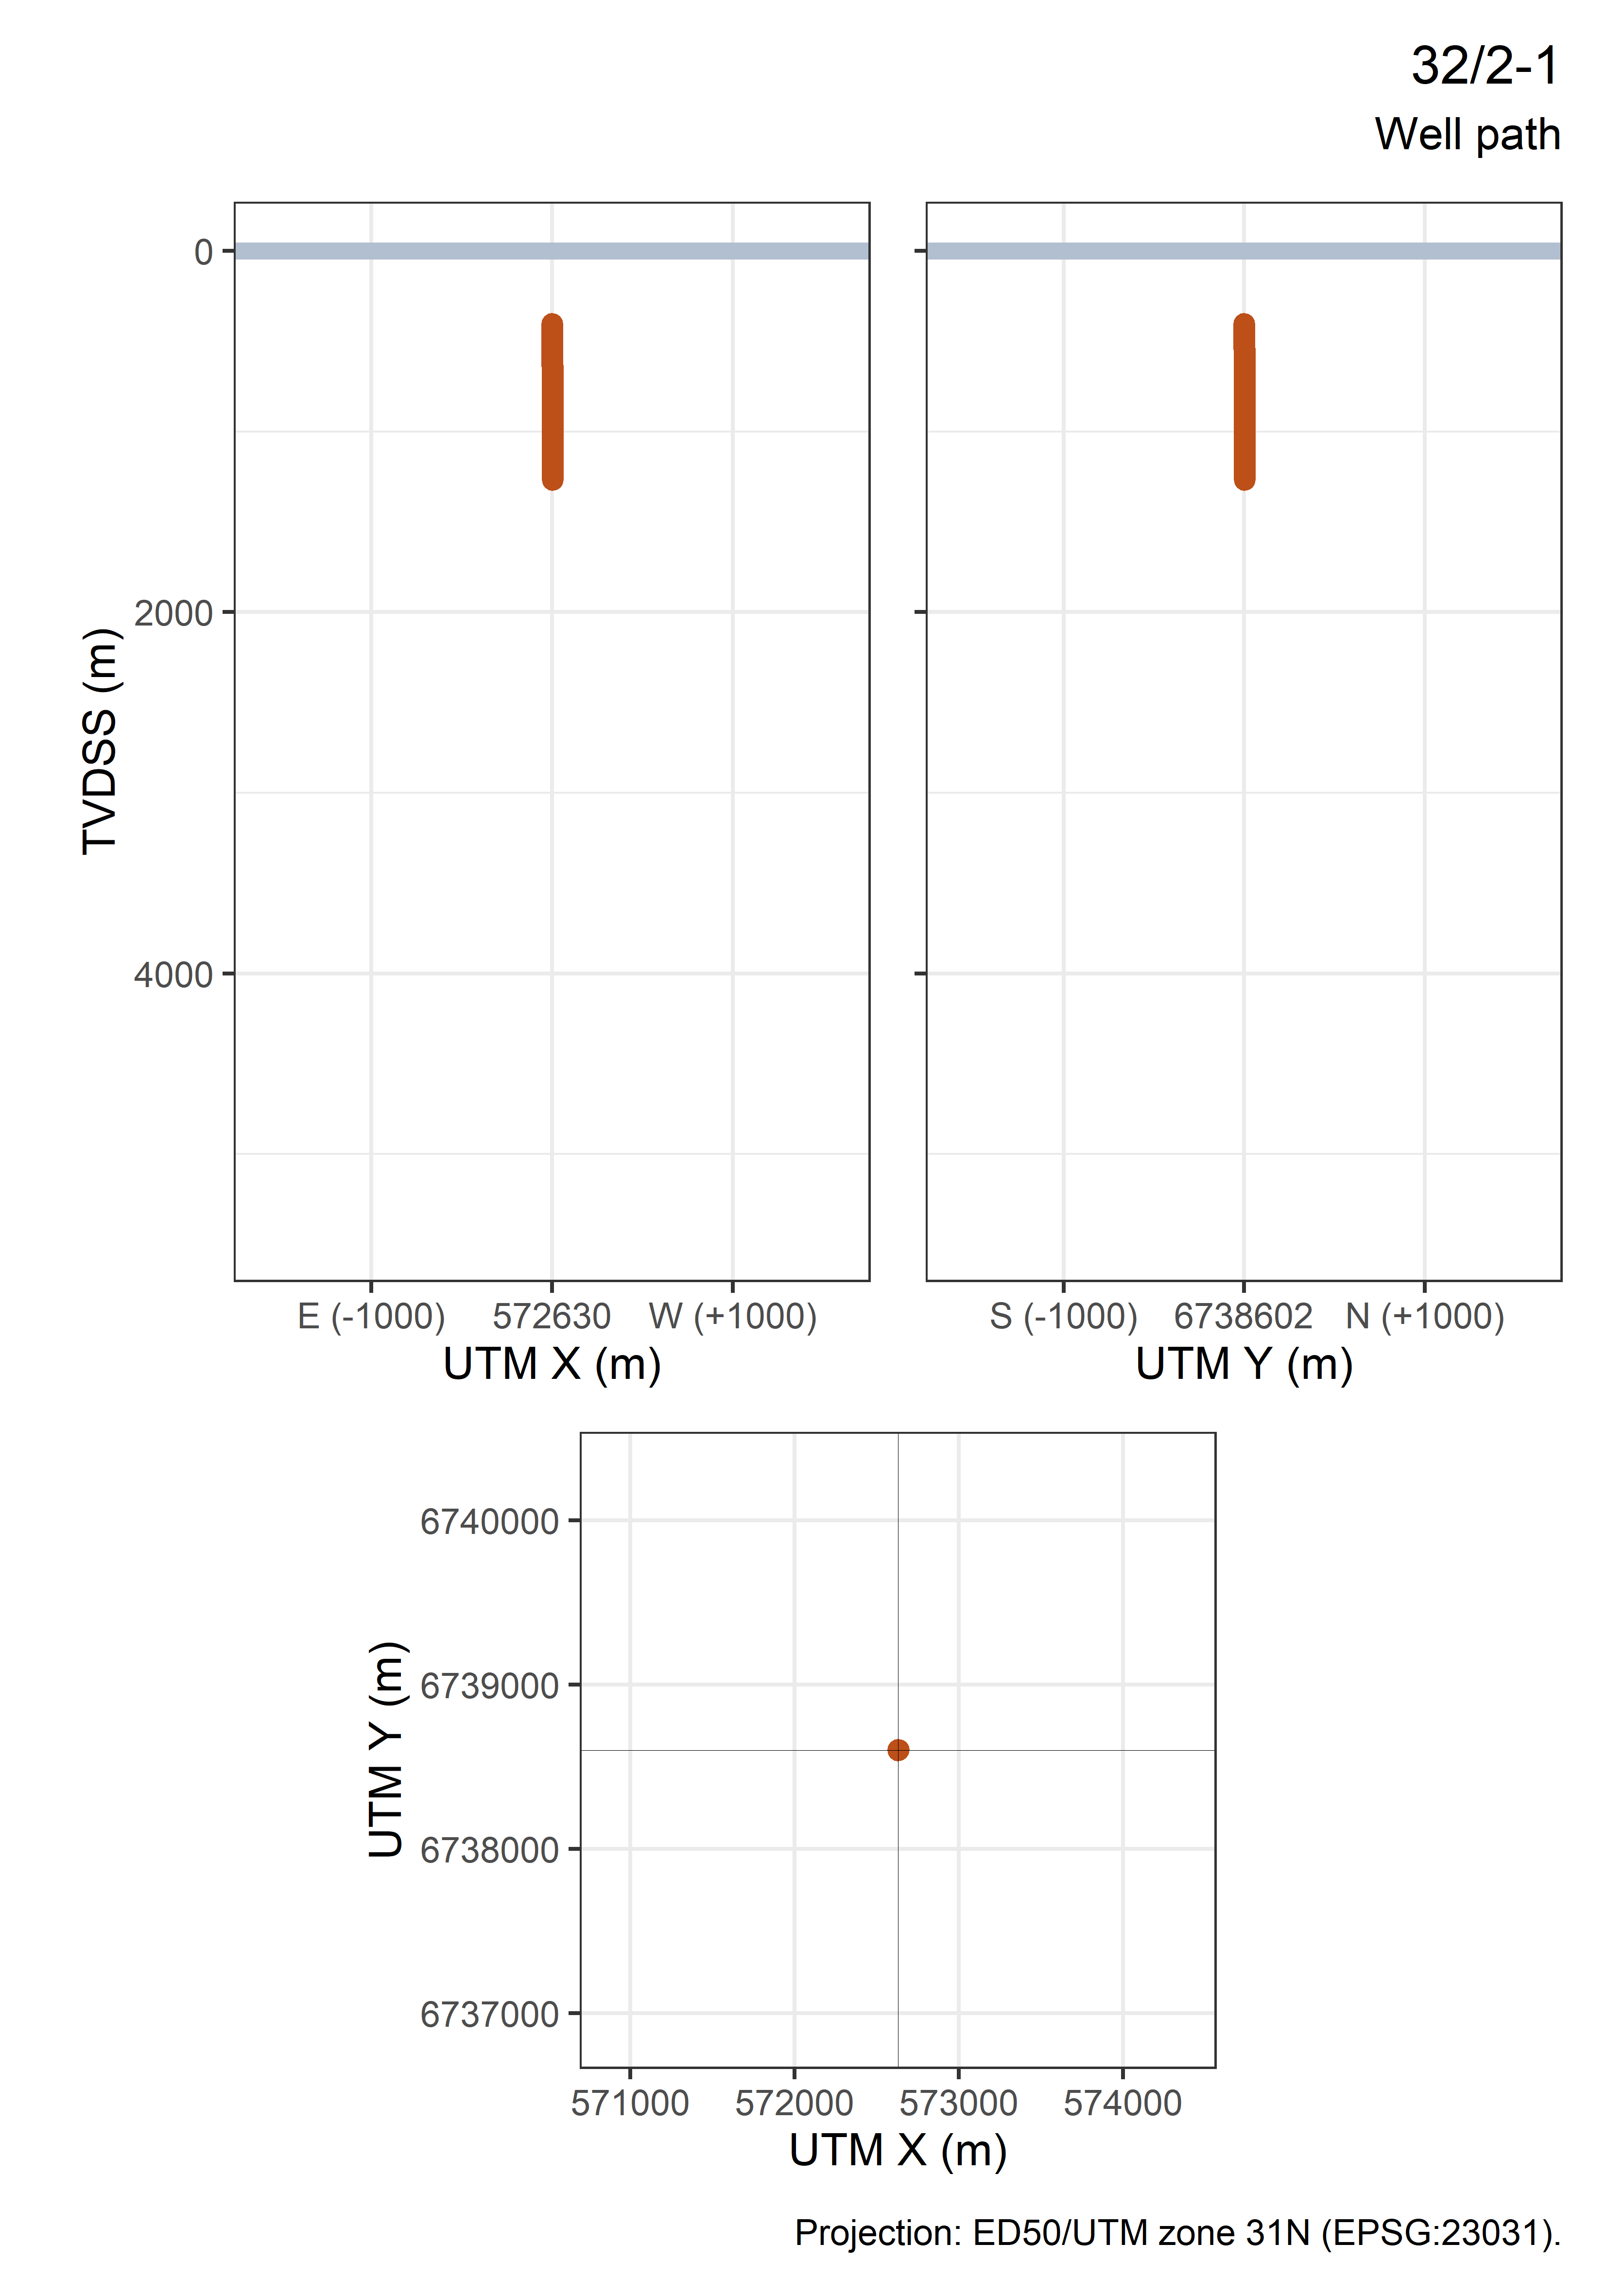 32/2-1
Well path
TVDSS (m)
0
2000
4000
E (-1000) 572630 W (+1000)
UTM X (m)
S (-1000) 6738602 N (+1000)
UTM Y (m)
UTM Y (m)
6740000
6739000
6738000
6737000
571000 572000 573000 574000
UTM X (m)
Projection: ED50/UTM zone 31N (EPSG:23031).